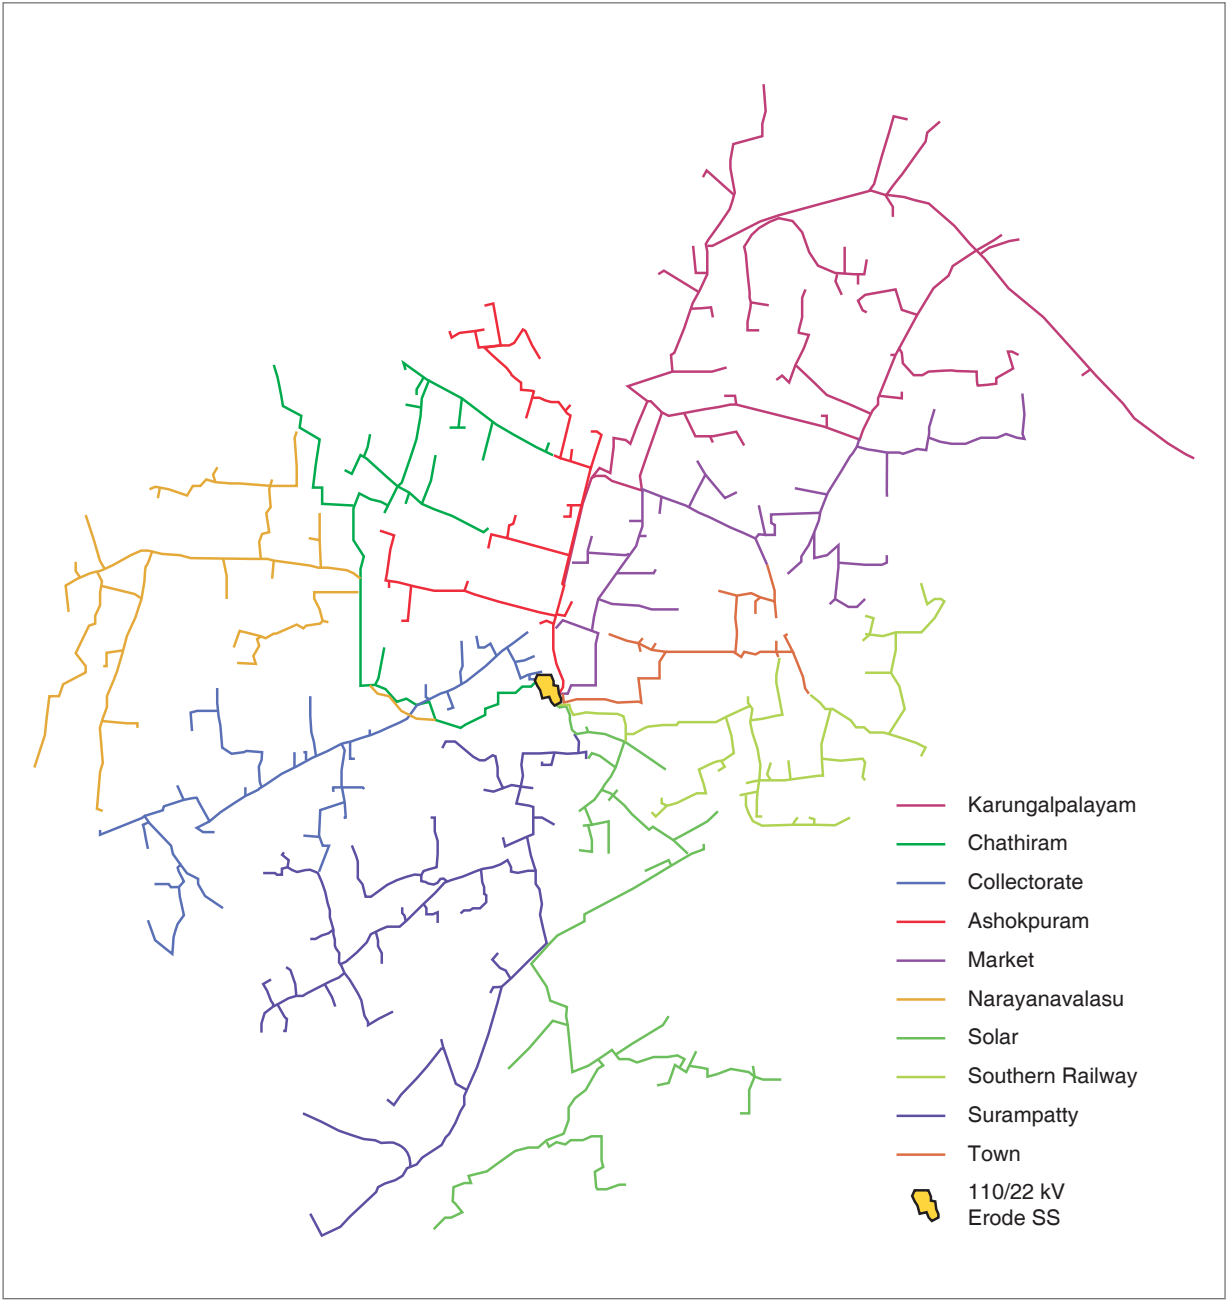 Karungalpalayam
Chathiram
Collectorate
Ashokpuram
Market
Narayanavalasu
Solar
Southern Railway
Surampatty
Town
110/22 kV
Erode SS